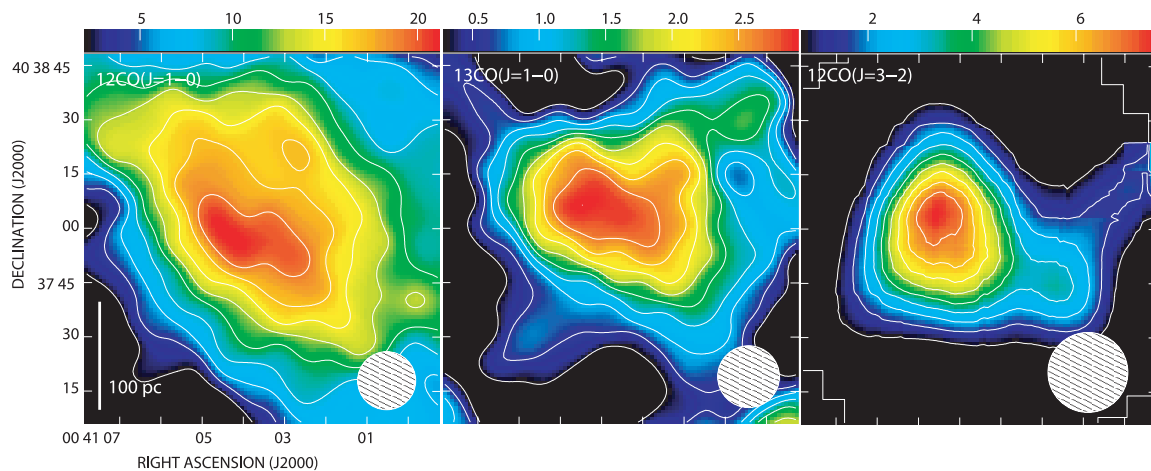 5 10 15 20
0.5 1.0 1.5 2.0 2.5
2 4 6
12CO(J=1−0)
13CO(J=1−0)
12CO(J=3−2)
40 38 45
30
15
00
37 45
30
15
DECLINATION (J2000)
100 pc
00 41 07 05 03 01
RIGHT ASCENSION (J2000)